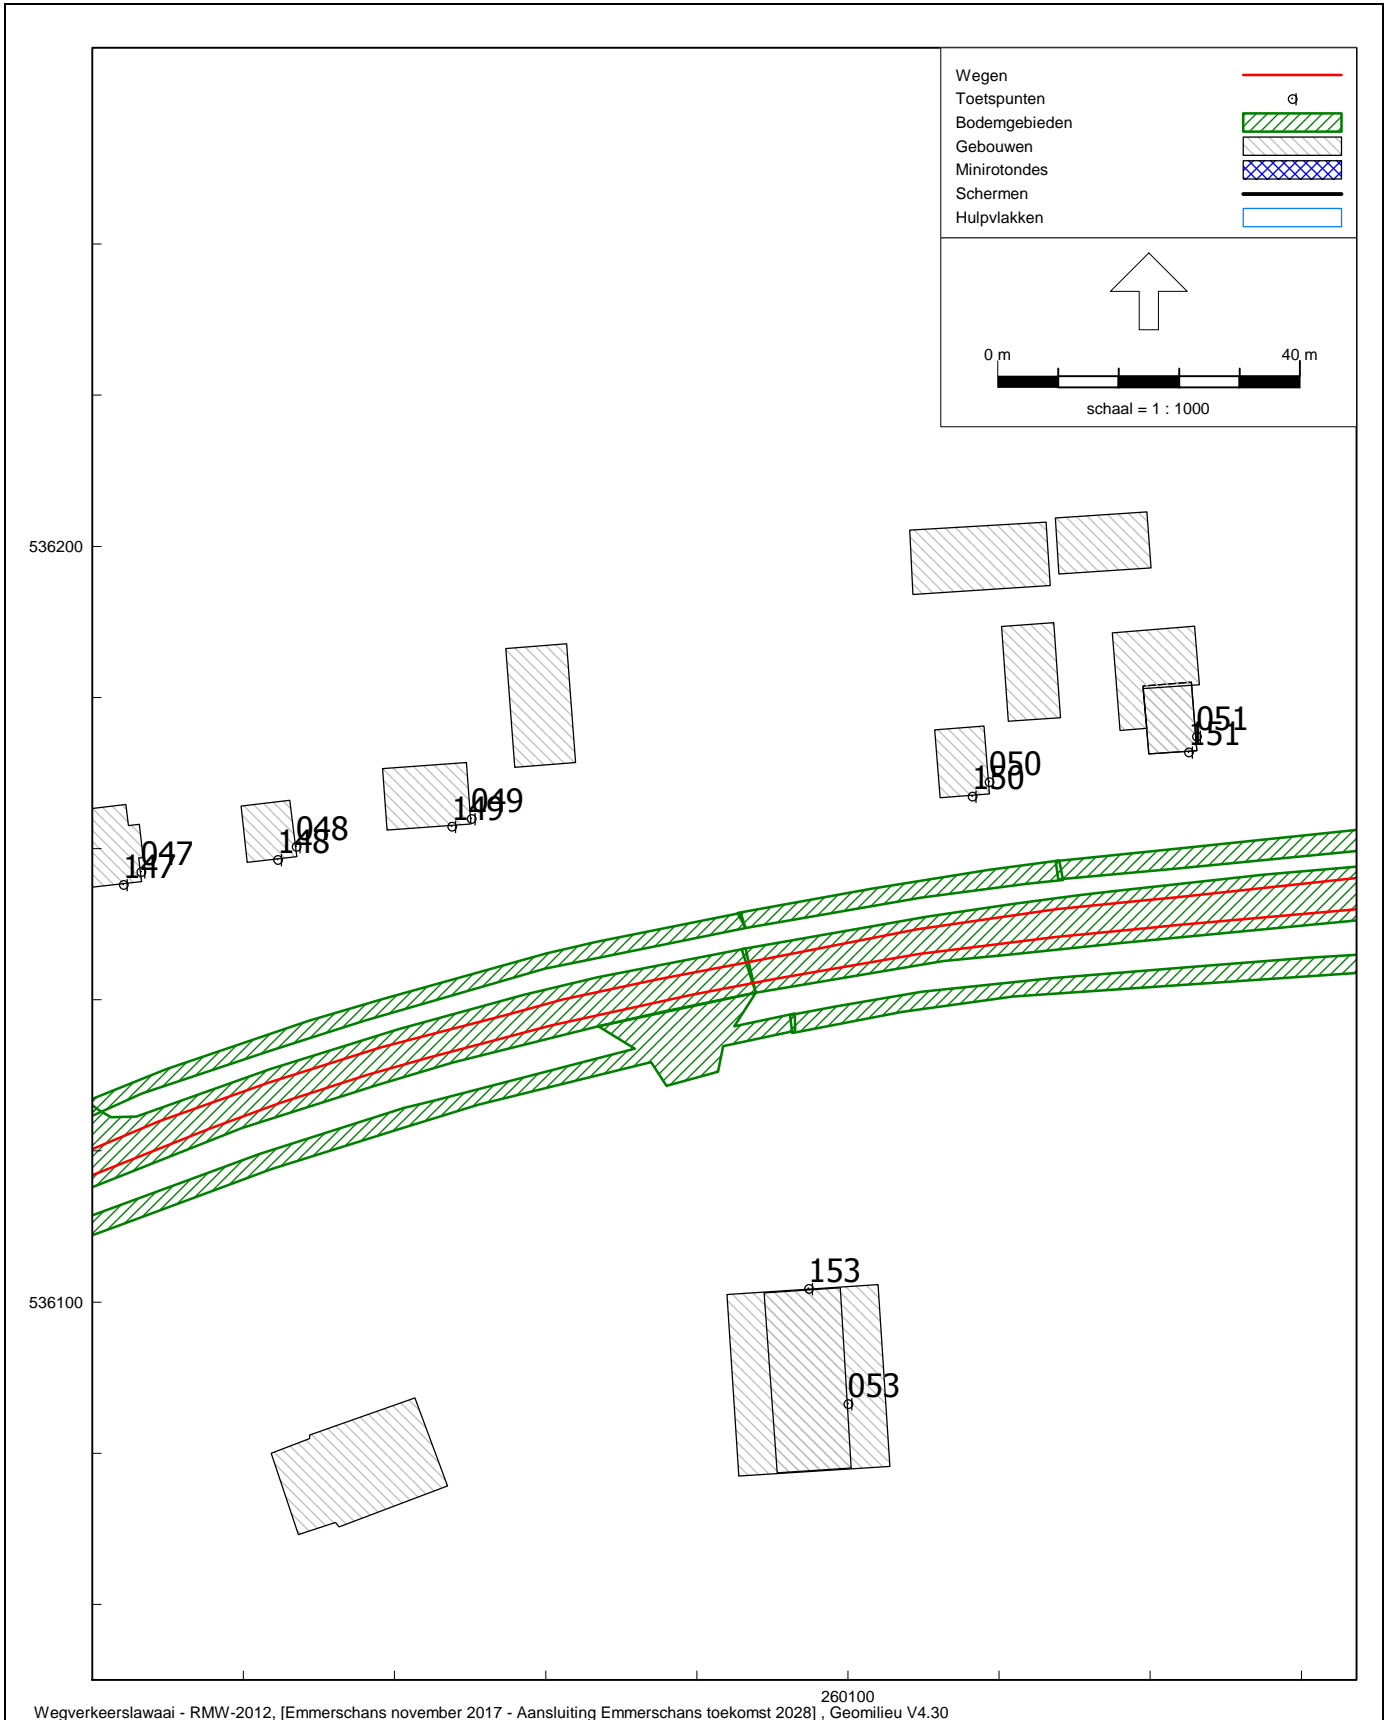 Wegen
Toetspunten
Bodemgebieden
Gebouwen
Minirotondes
Schermen
Hulpvlakken
0 m 40 m
schaal = 1 : 1000
536200
051
151
050
150
049
149
048
148
047
147
153
536100
053
260100
Wegverkeerslawaai - RMW-2012, [Emmerschans november 2017 - Aansluiting Emmerschans toekomst 2028] , Geomilieu V4.30